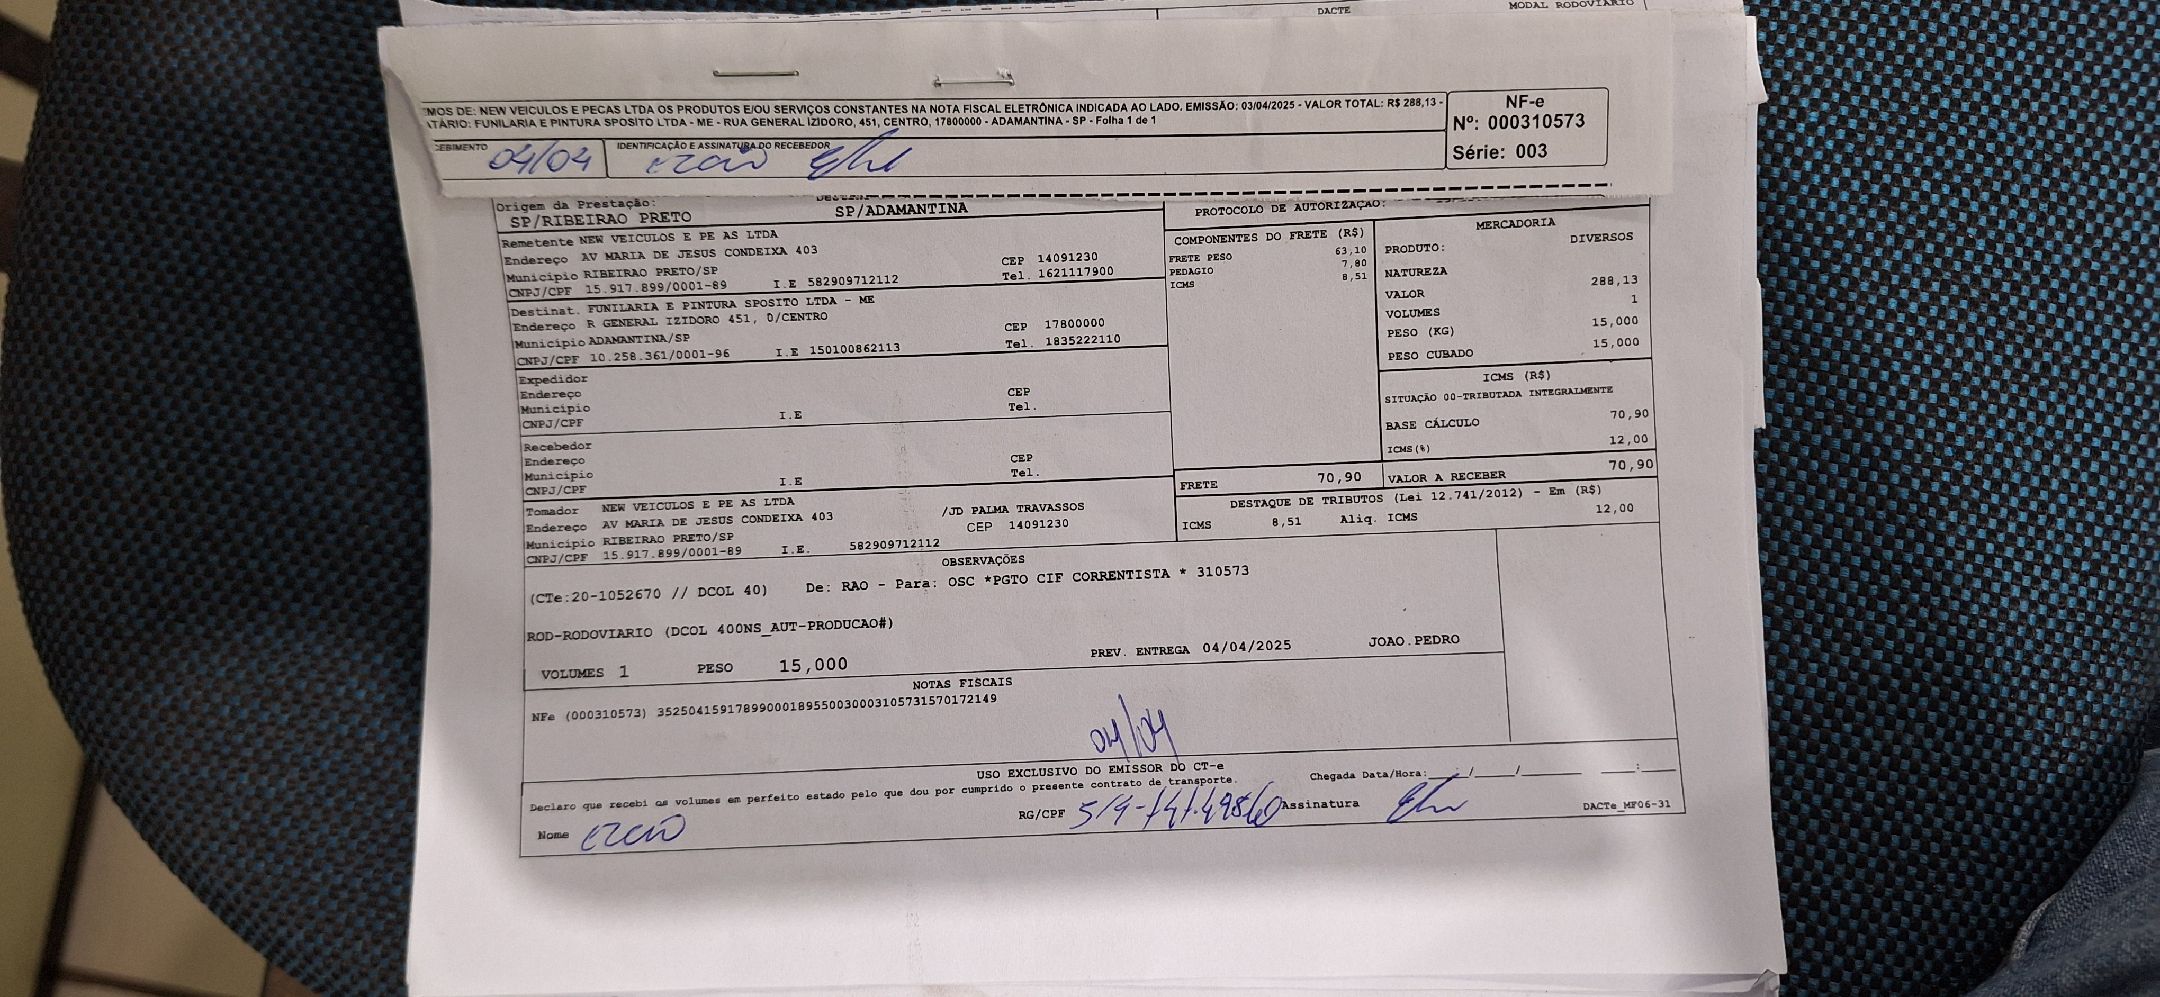 DACTE MODAL RODOVIÁRIO
EMOS DE: NEW VEICULOS E PECAS LTDA OS PRODUTOS E/OU SERVIÇOS CONSTANTES NA NOTA FISCAL ELETRÔNICA INDICADA AO LADO. EMISSÃO: 03/04/2025 - VALOR TOTAL: R$ 288,13 -
ATÁRIO: FUNILARIA E PINTURA SPOSITO LTDA - ME - RUA GENERAL IZIDORO, 451, CENTRO, 17800000 - ADAMANTINA - SP - Folha 1 de 1
NF-e
Nº: 000310573
Série: 003
CEBIMENTO 04/04
IDENTIFICAÇÃO E ASSINATURA DO RECEBEDOR
Origem da Prestação:
SP/RIBEIRAO PRETO SP/ADAMANTINA
PROTOCOLO DE AUTORIZAÇÃO:
Remetente NEW VEICULOS E PE AS LTDA
Endereço AV MARIA DE JESUS CONDEIXA 403 CEP 14091230
Município RIBEIRAO PRETO/SP Tel. 1621117900
CNPJ/CPF 15.917.899/0001-89 I.E 582909712112
COMPONENTES DO FRETE (R$)
FRETE PESO 63,10
PEDAGIO 7,80
ICMS 8,51
MERCADORIA
PRODUTO: DIVERSOS
NATUREZA
VALOR 288,13
VOLUMES 1
PESO (KG) 15,000
PESO CUBADO 15,000
Destinat. FUNILARIA E PINTURA SPOSITO LTDA - ME
Endereço R GENERAL IZIDORO 451, 0/CENTRO CEP 17800000
Município ADAMANTINA/SP Tel. 1835222110
CNPJ/CPF 10.258.361/0001-96 I.E 150100862113
Expedidor
Endereço CEP
Município Tel.
CNPJ/CPF I.E
ICMS (R$)
SITUAÇÃO 00-TRIBUTADA INTEGRALMENTE
BASE CÁLCULO 70,90
ICMS(%) 12,00
Recebedor
Endereço CEP
Município Tel.
CNPJ/CPF I.E
FRETE 70,90 VALOR A RECEBER 70,90
Tomador NEW VEICULOS E PE AS LTDA
Endereço AV MARIA DE JESUS CONDEIXA 403 /JD PALMA TRAVASSOS
Município RIBEIRAO PRETO/SP CEP 14091230
CNPJ/CPF 15.917.899/0001-89 I.E. 582909712112
DESTAQUE DE TRIBUTOS (Lei 12.741/2012) - Em (R$)
ICMS 8,51 Aliq. ICMS 12,00
OBSERVAÇÕES
(CTe:20-1052670 // DCOL 40) De: RAO - Para: OSC *PGTO CIF CORRENTISTA * 310573
ROD-RODOVIARIO (DCOL 400NS_AUT-PRODUCAO#)
VOLUMES 1 PESO 15,000 PREV. ENTREGA 04/04/2025 JOAO.PEDRO
NOTAS FISCAIS
NFe (000310573) 35250415917899000189550030003105731570172149
04/04
USO EXCLUSIVO DO EMISSOR DO CT-e
Declaro que recebi os volumes em perfeito estado pelo que dou por cumprido o presente contrato de transporte. Chegada Data/Hora:___/___/______ ___:___
Nome RG/CPF Assinatura DACTe_MF06-31